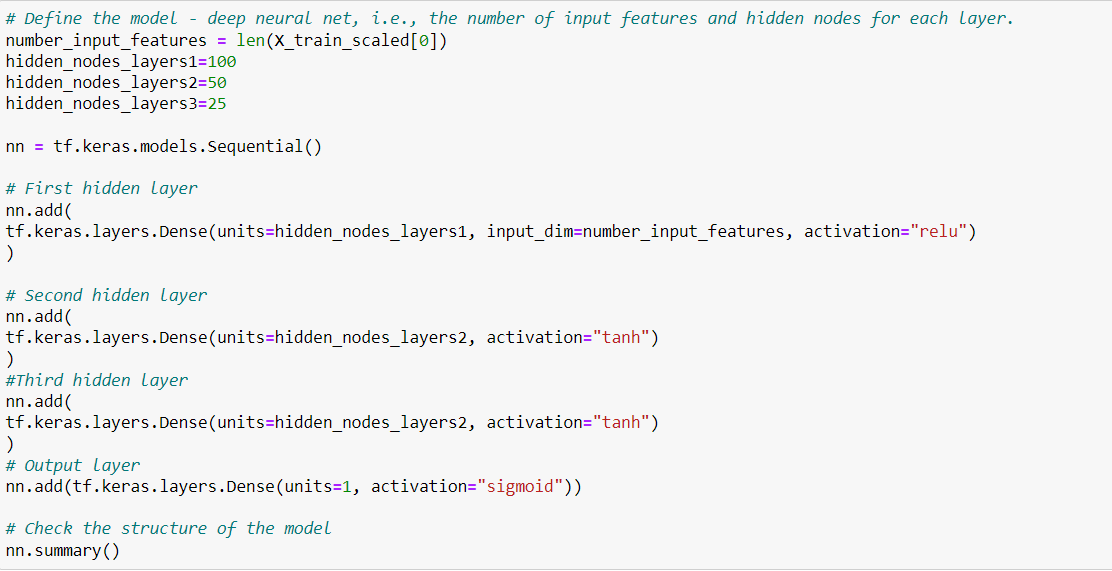 # Define the model - deep neural net, i.e., the number of input features and hidden nodes for each layer.
number_input_features = len(X_train_scaled[0])
hidden_nodes_layers1=100
hidden_nodes_layers2=50
hidden_nodes_layers3=25
nn = tf.keras.models.Sequential()
# First hidden layer
nn.add(
tf.keras.layers.Dense(units=hidden_nodes_layers1, input_dim=number_input_features, activation="relu")
)
# Second hidden layer
nn.add(
tf.keras.layers.Dense(units=hidden_nodes_layers2, activation="tanh")
)
#Third hidden layer
nn.add(
tf.keras.layers.Dense(units=hidden_nodes_layers2, activation="tanh")
)
# Output layer
nn.add(tf.keras.layers.Dense(units=1, activation="sigmoid"))
# Check the structure of the model
nn.summary()